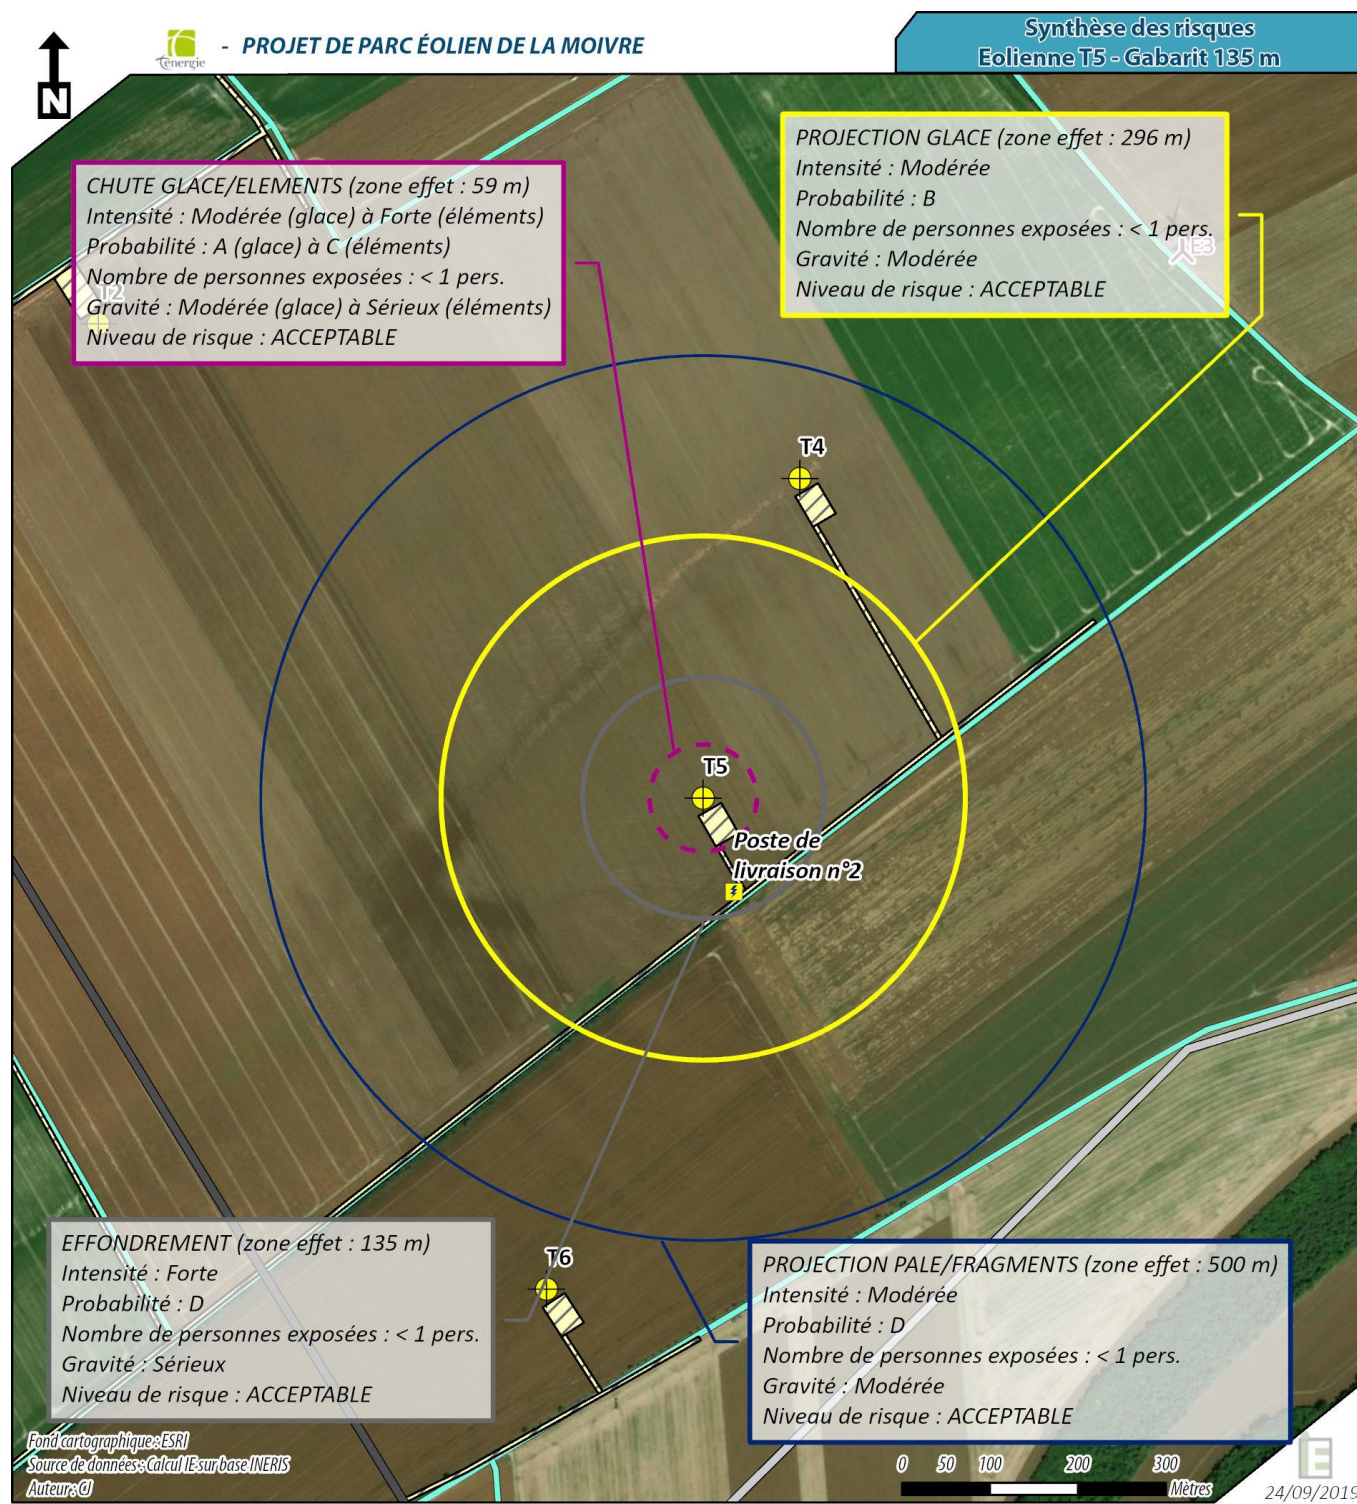 N
ténergie
- PROJET DE PARC ÉOLIEN DE LA MOIVRE
Synthèse des risques
Eolienne T5 - Gabarit 135 m
PROJECTION GLACE (zone effet : 296 m)
Intensité : Modérée
Probabilité : B
Nombre de personnes exposées : < 1 pers.
Gravité : Modérée
Niveau de risque : ACCEPTABLE
E3
CHUTE GLACE/ELEMENTS (zone effet : 59 m)
Intensité : Modérée (glace) à Forte (éléments)
Probabilité : A (glace) à C (éléments)
Nombre de personnes exposées : < 1 pers.
Gravité : Modérée (glace) à Sérieux (éléments)
Niveau de risque : ACCEPTABLE
T2
T4
T5
Poste de
livraison n°2
EFFONDREMENT (zone effet : 135 m)
Intensité : Forte
Probabilité : D
Nombre de personnes exposées : < 1 pers.
Gravité : Sérieux
Niveau de risque : ACCEPTABLE
T6
PROJECTION PALE/FRAGMENTS (zone effet : 500 m)
Intensité : Modérée
Probabilité : D
Nombre de personnes exposées : < 1 pers.
Gravité : Modérée
Niveau de risque : ACCEPTABLE
Fond cartographique : ESRI
Source de données : Calcul IE sur base INERIS
Auteur : CJ
0 50 100 200 300
Mètres
E
24/09/2019